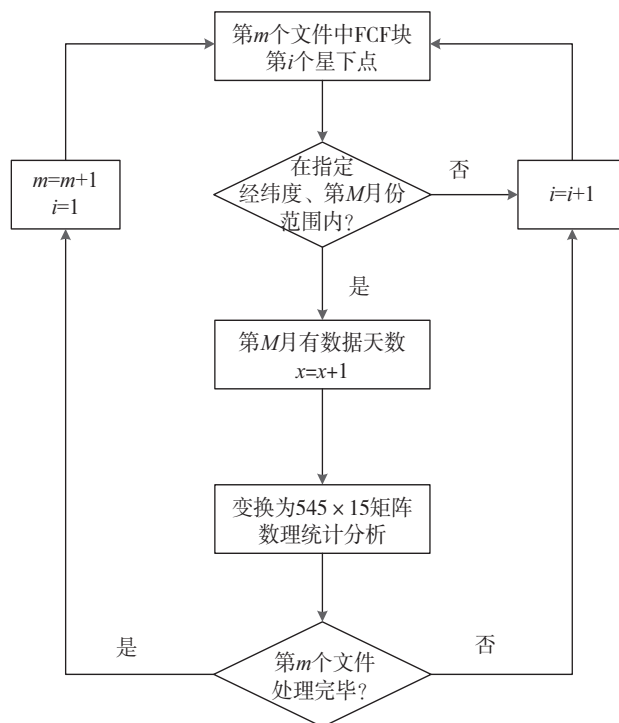 第m个文件中FCF块
第i个星下点
m=m+1
i=1
在指定
经纬度、第M月份
范围内?
否
i=i+1
是
第M月有数据天数
x=x+1
变换为545×15矩阵
数理统计分析
是
否
第m个文件
处理完毕?